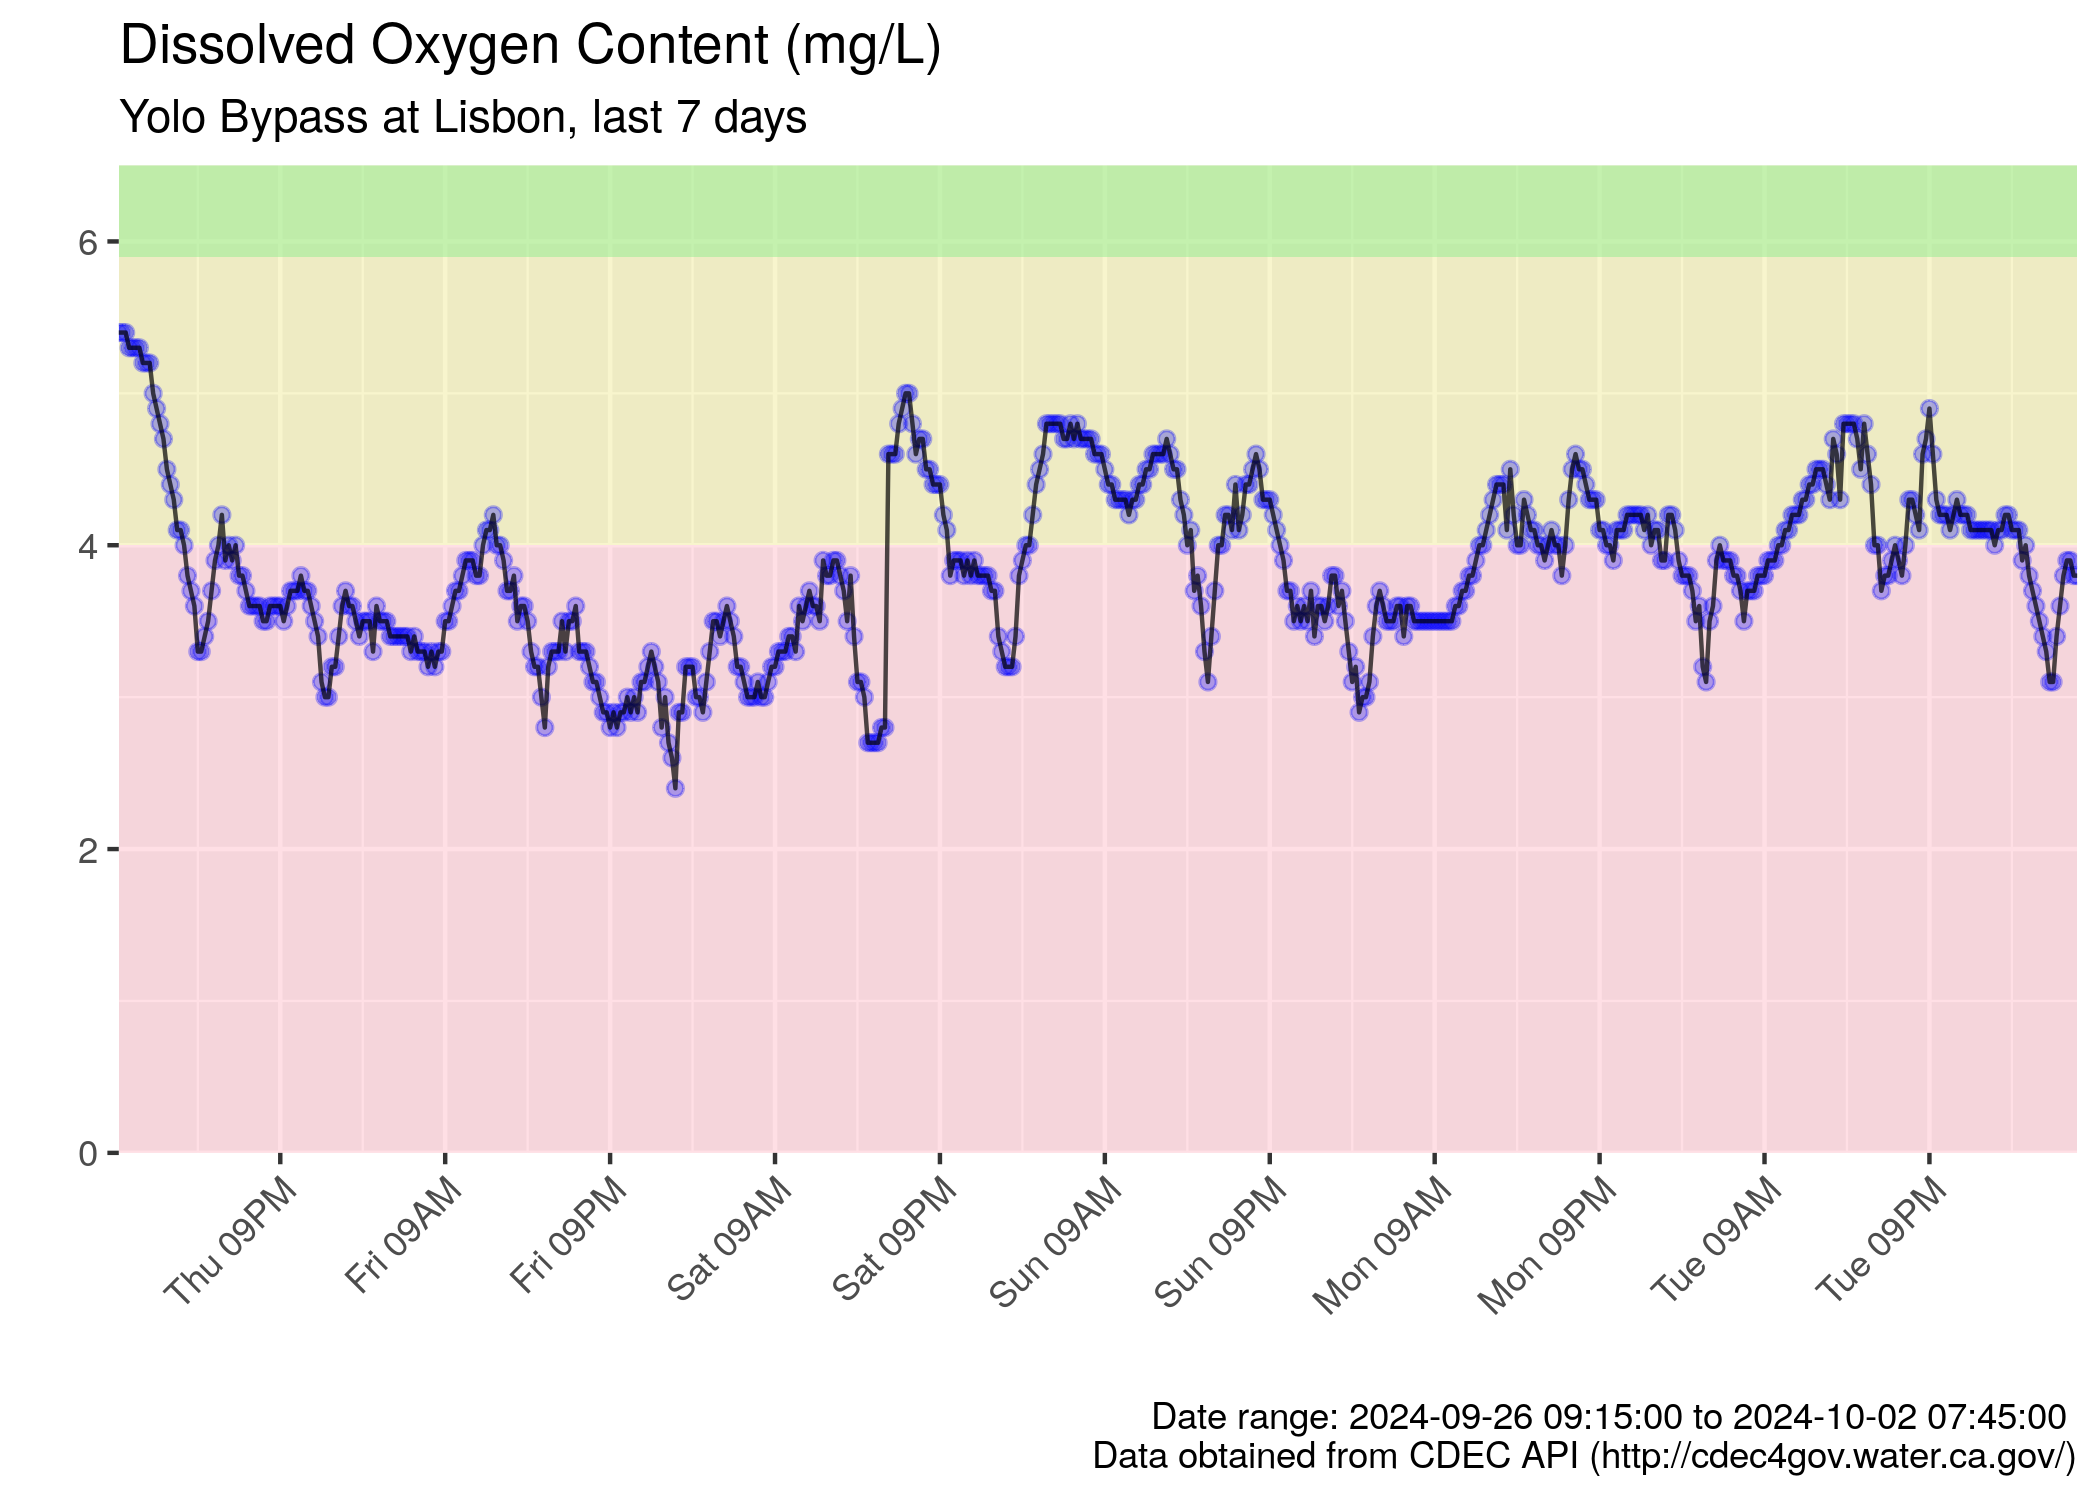 Dissolved Oxygen Content (mg/L)
Yolo Bypass at Lisbon, last 7 days
6
4
2
0
Thu 09PM
Fri 09AM
Fri 09PM
Sat 09AM
Sat 09PM
Sun 09AM
Sun 09PM
Mon 09AM
Mon 09PM
Tue 09AM
Tue 09PM
Date range: 2024-09-26 09:15:00 to 2024-10-02 07:45:00
Data obtained from CDEC API (http://cdec4gov.water.ca.gov/)